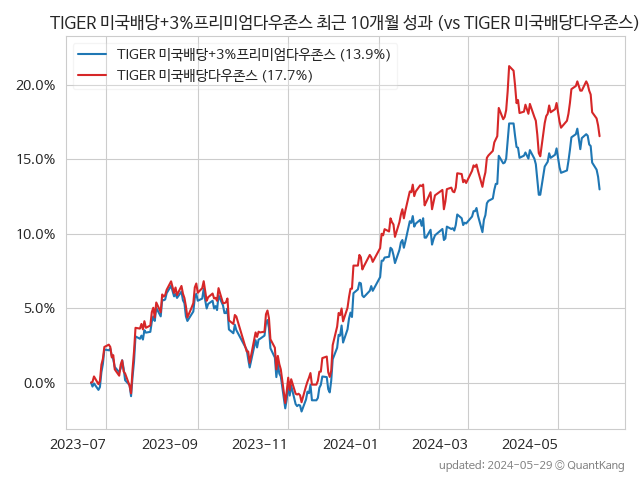 TIGER 미국배당+3%프리미엄다우존스 최근 10개월 성과 (vs TIGER 미국배당다우존스)
TIGER 미국배당+3%프리미엄다우존스 (13.9%)
TIGER 미국배당다우존스 (17.7%)
20.0%
15.0%
10.0%
5.0%
0.0%
2023-07 2023-09 2023-11 2024-01 2024-03 2024-05
updated: 2024-05-29 © QuantKang